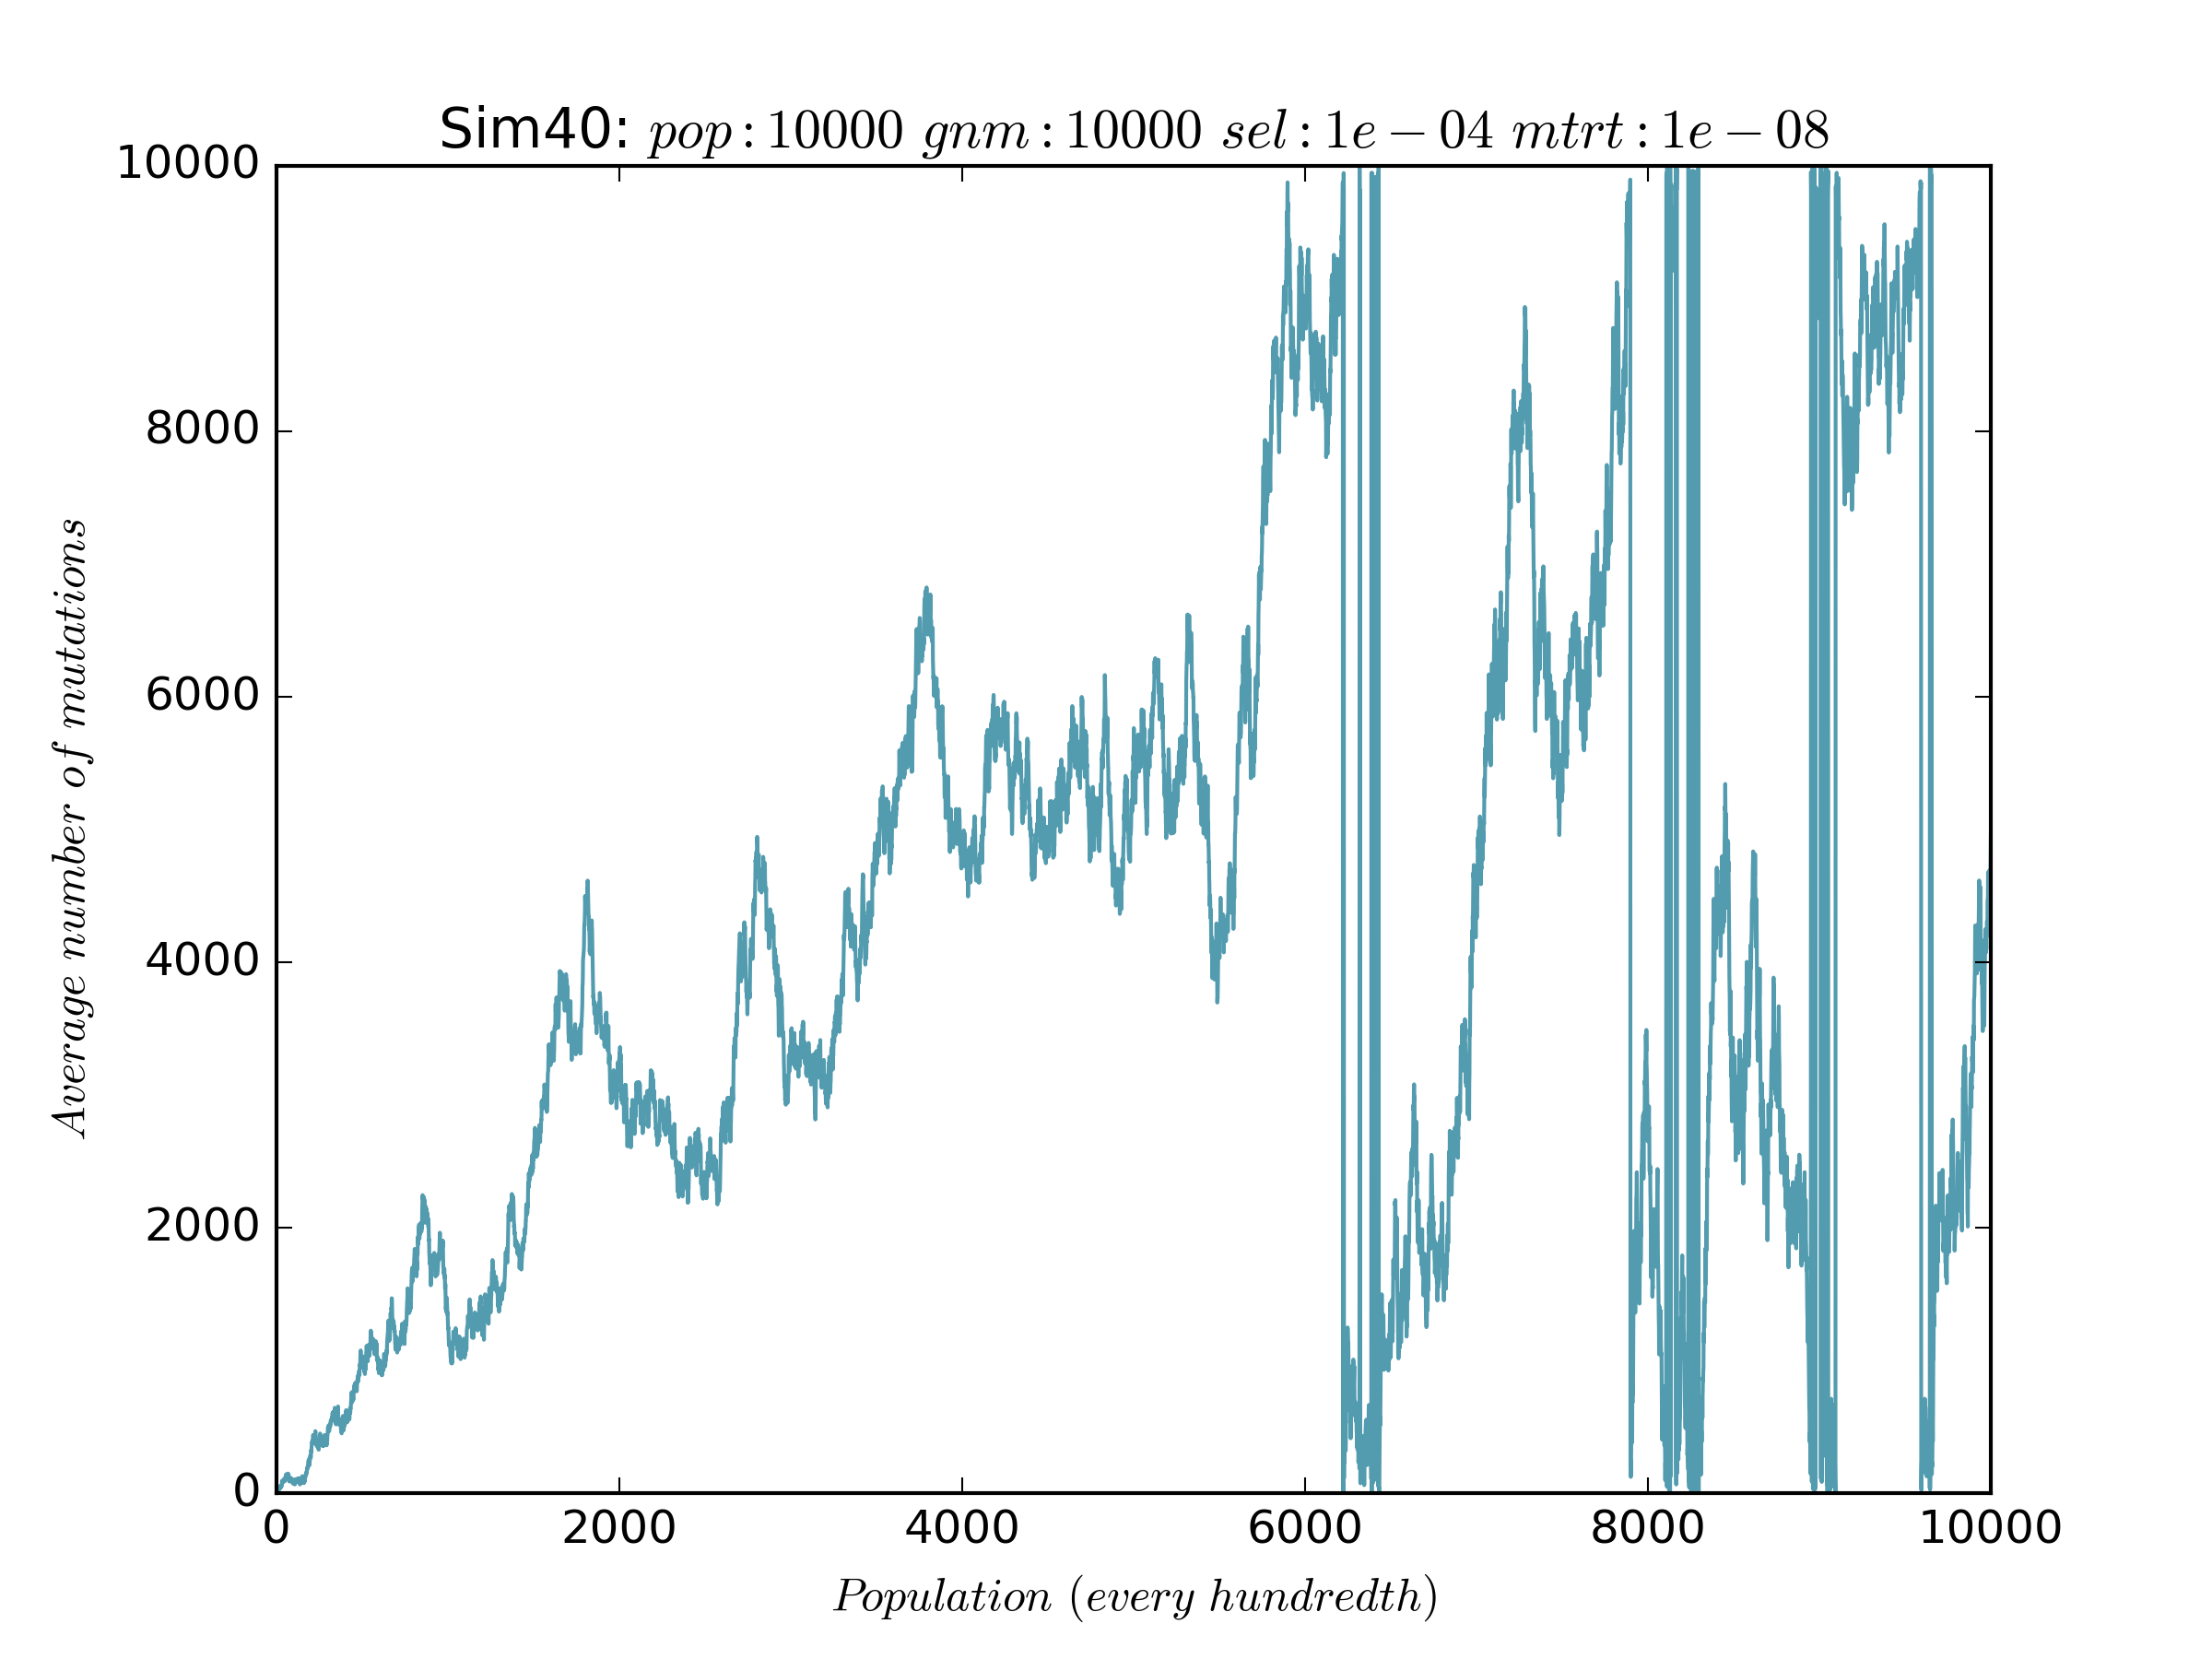 Sim40: pop : 10000 gnm : 10000 sel : 1e − 04 mtrt : 1e − 08
10000
8000
6000
4000
2000
0
Average number of mutations
0 2000 4000 6000 8000 10000
Population (every hundredth)